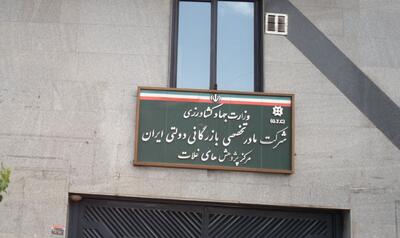 وزارت جهاد کشاورزی
(G.T.C)
شرکت مادر تخصصی بازرگانی دولتی ایران
مرکز پژوهش های غلات